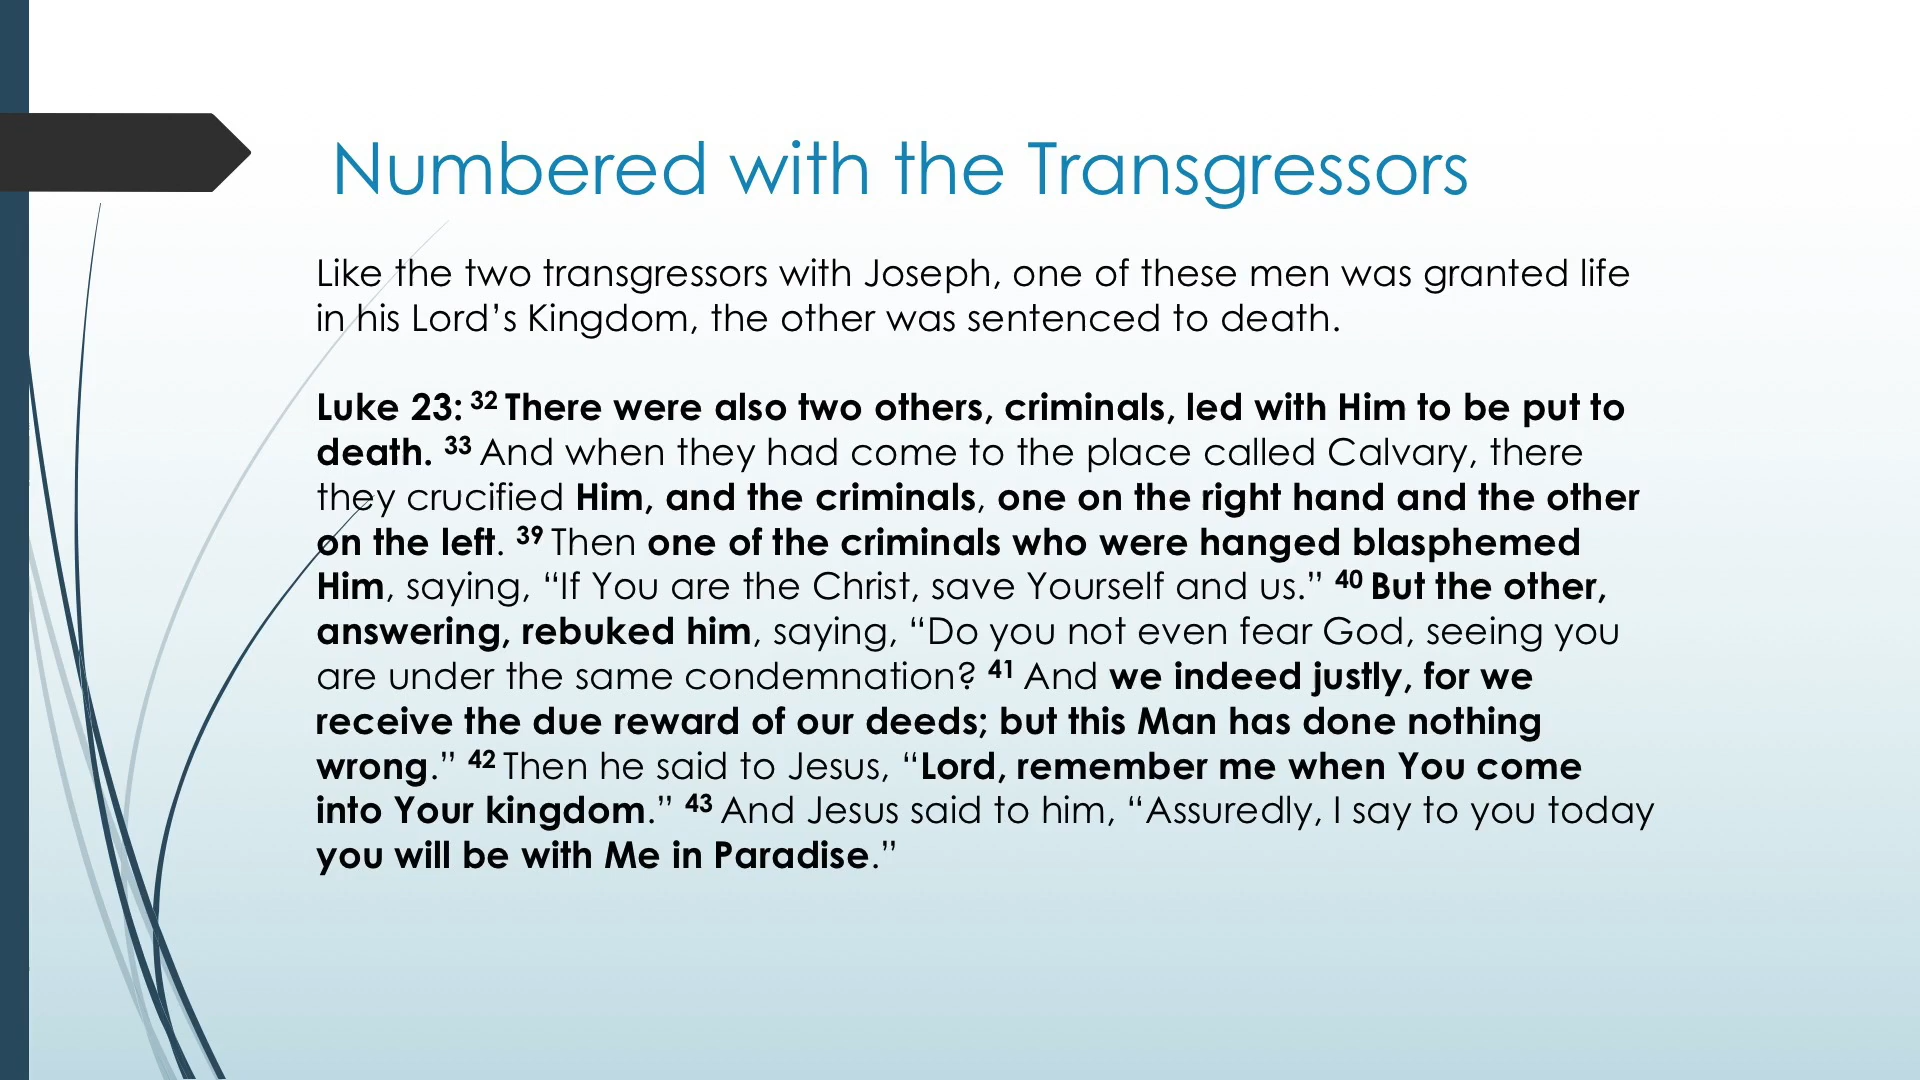 Numbered with the Transgressors
Like the two transgressors with Joseph, one of these men was granted life
in his Lord’s Kingdom, the other was sentenced to death.
Luke 23: 32 There were also two others, criminals, led with Him to be put to
death. 33 And when they had come to the place called Calvary, there
they crucified Him, and the criminals, one on the right hand and the other
on the left. 39 Then one of the criminals who were hanged blasphemed
Him, saying, “If You are the Christ, save Yourself and us.” 40 But the other,
answering, rebuked him, saying, “Do you not even fear God, seeing you
are under the same condemnation? 41 And we indeed justly, for we
receive the due reward of our deeds; but this Man has done nothing
wrong.” 42 Then he said to Jesus, “Lord, remember me when You come
into Your kingdom.” 43 And Jesus said to him, “Assuredly, I say to you today
you will be with Me in Paradise.”